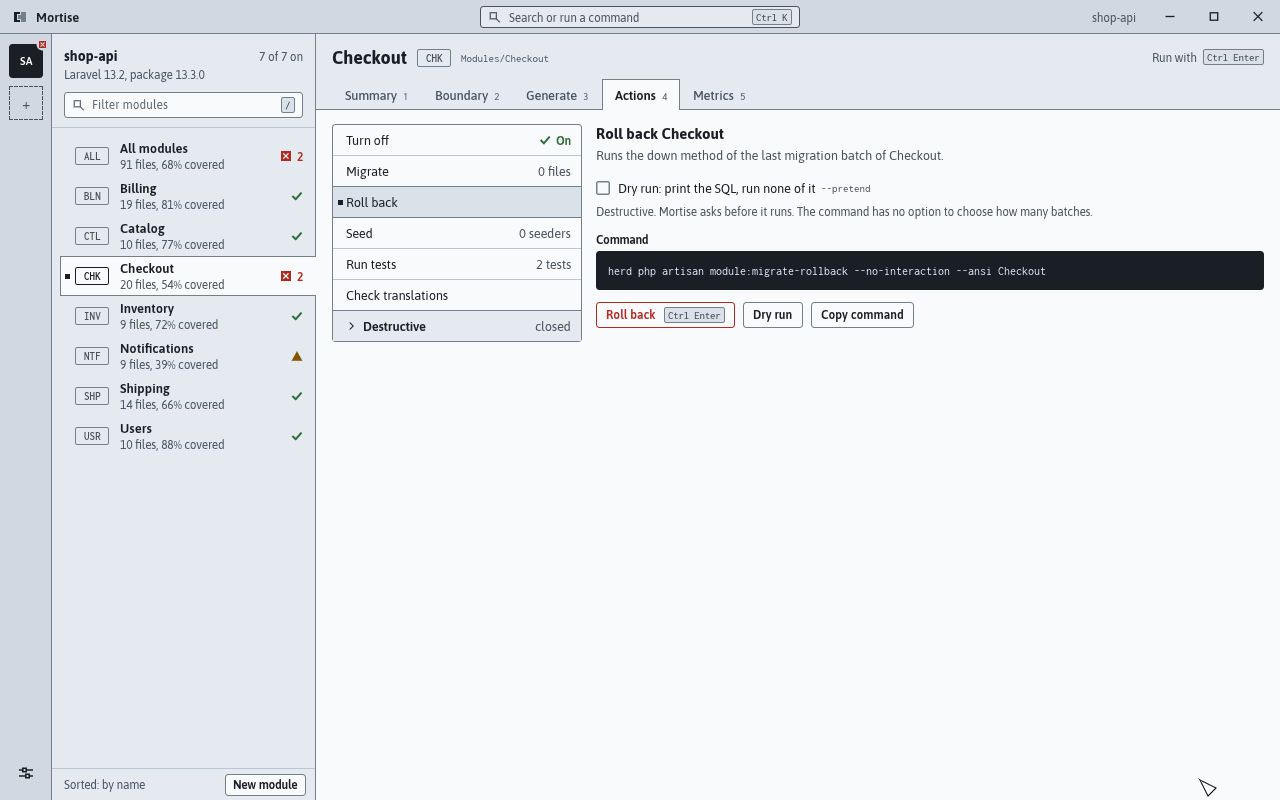 Mortise
Search or run a command
Ctrl K
shop-api
SA
+
shop-api
7 of 7 on
Laravel 13.2, package 13.3.0
Filter modules
/
ALL
All modules
91 files, 68% covered
2
BLN
Billing
19 files, 81% covered
CTL
Catalog
10 files, 77% covered
CHK
Checkout
20 files, 54% covered
2
INV
Inventory
9 files, 72% covered
NTF
Notifications
9 files, 39% covered
SHP
Shipping
14 files, 66% covered
USR
Users
10 files, 88% covered
Sorted: by name
New module
Checkout
CHK
Modules/Checkout
Run with
Ctrl Enter
Summary 1
Boundary 2
Generate 3
Actions 4
Metrics 5
Turn off
On
Migrate
0 files
Roll back
Seed
0 seeders
Run tests
2 tests
Check translations
Destructive
closed
Roll back Checkout
Runs the down method of the last migration batch of Checkout.
Dry run: print the SQL, run none of it --pretend
Destructive. Mortise asks before it runs. The command has no option to choose how many batches.
Command
herd php artisan module:migrate-rollback --no-interaction --ansi Checkout
Roll back
Ctrl Enter
Dry run
Copy command